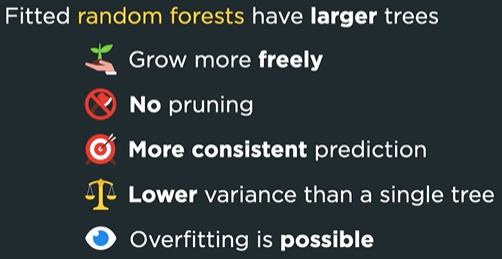 Fitted random forests have larger trees
Grow more freely
No pruning
More consistent prediction
Lower variance than a single tree
Overfitting is possible